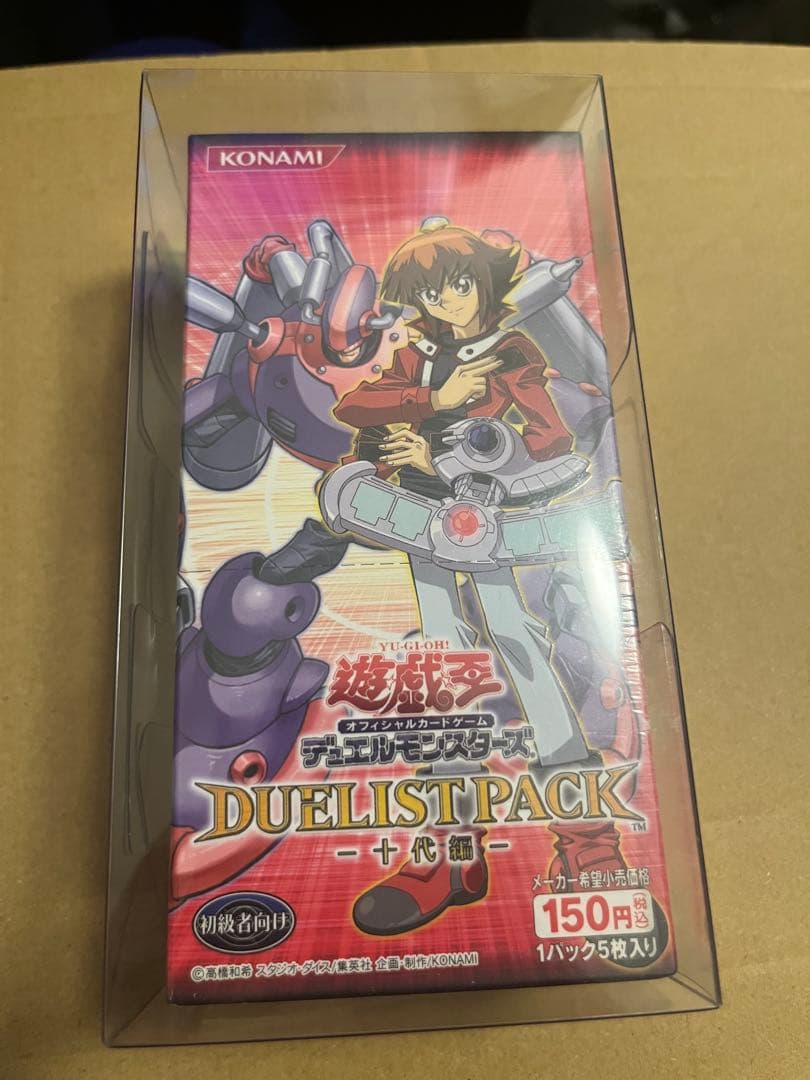 KONAMI
YU-GI-OH!
遊戯王
オフィシャルカードゲーム
デュエルモンスターズ
DUELIST PACK™
－十代編－
メーカー希望小売価格
初級者向け
150円(税込)
1パック5枚入り
©高橋和希 スタジオ・ダイス/集英社 企画・制作/KONAMI